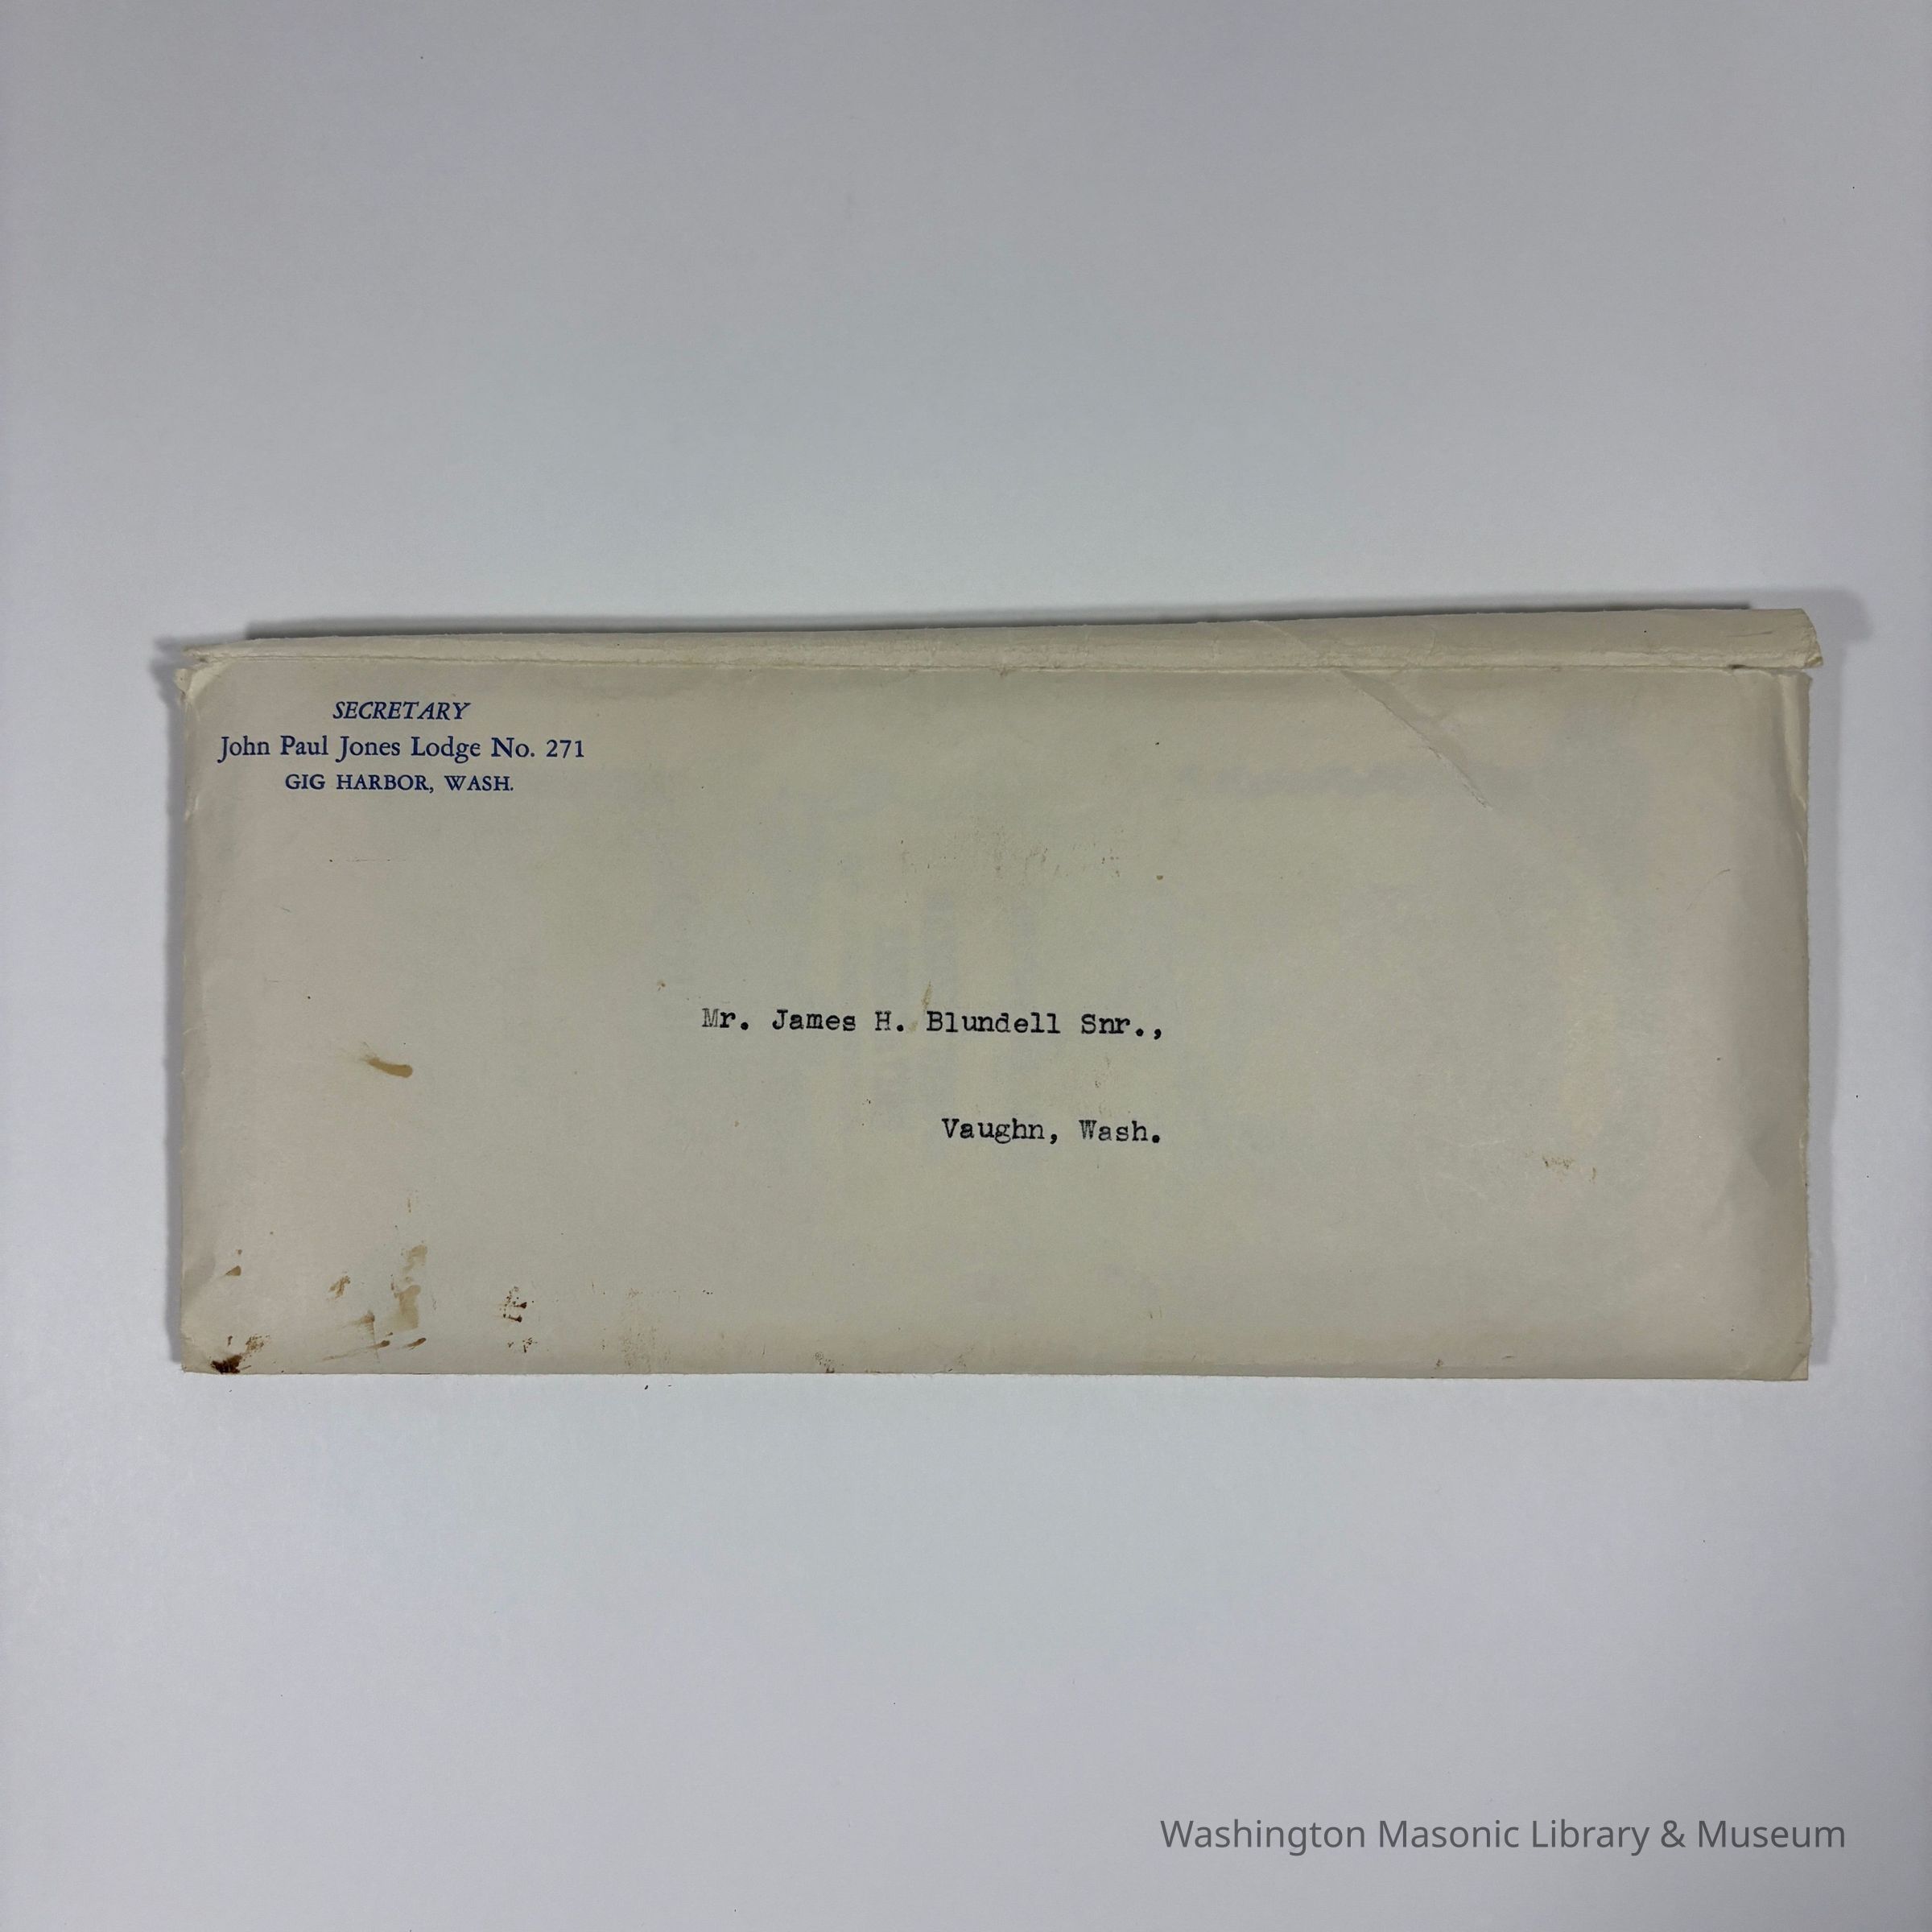 SECRETARY
John Paul Jones Lodge No. 271
GIG HARBOR, WASH.
Mr. James H. Blundell Snr.,
Vaughn, Wash.
Washington Masonic Library & Museum